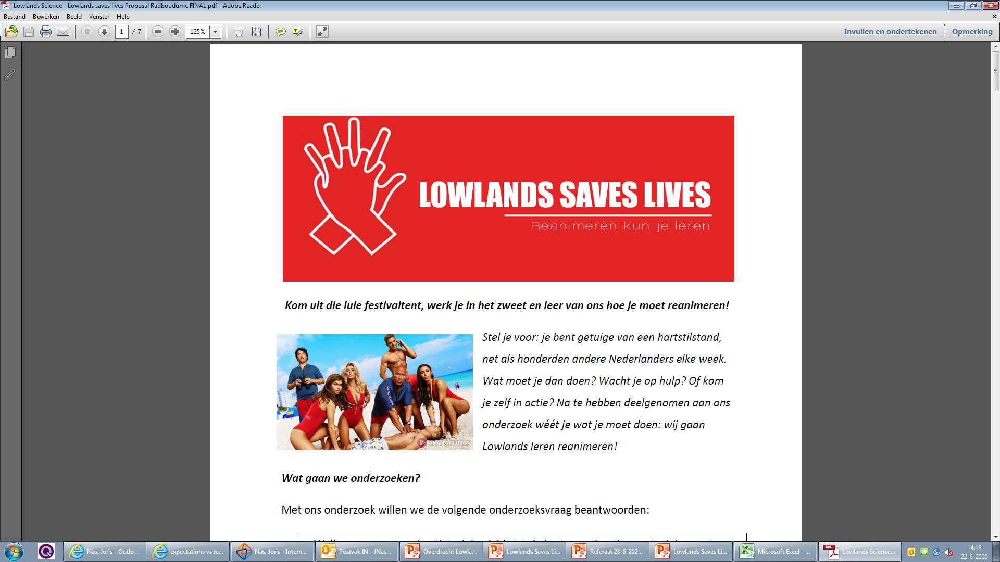 Lowlands Science - Lowlands saves lives Proposal Radboudumc FINAL.pdf - Adobe Reader
Bestand Bewerken Beeld Venster Help
1 / 7 125% Invullen en ondertekenen Opmerking
LOWLANDS SAVES LIVES
Reanimeren kun je leren
Kom uit die luie festivaltent, werk je in het zweet en leer van ons hoe je moet reanimeren!
Stel je voor: je bent getuige van een hartstilstand,
net als honderden andere Nederlanders elke week.
Wat moet je dan doen? Wacht je op hulp? Of kom
je zelf in actie? Na te hebben deelgenomen aan ons
onderzoek wéét je wat je moet doen: wij gaan
Lowlands leren reanimeren!
avforums
Wat gaan we onderzoeken?
Met ons onderzoek willen we de volgende onderzoeksvraag beantwoorden:
Nas, Joris - Outlo... expectations vs re... Nas, Joris - Intern... Postvak IN - JNas... Overdracht Lowla... Lowlands Saves Li... Referaat 23-6-202... Lowlands Saves Li... Microsoft Excel - ... Lowlands Science...
14:13
22-6-2020